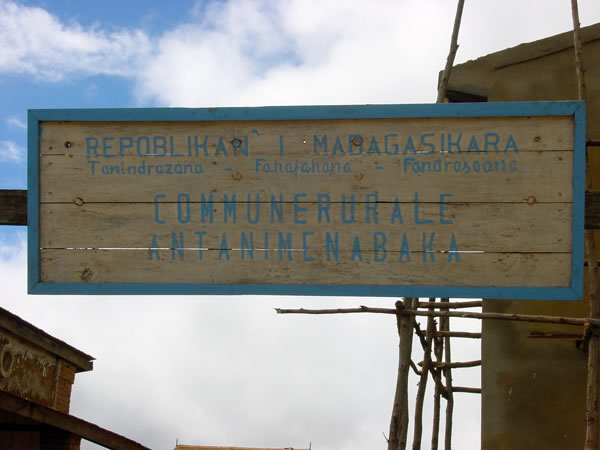 REPOBLIKAN' I MADAGASIKARA
Tanindrazana - Fahafahana - Fandrosoana
COMMUNE RURALE
ANTANIMENABAKA